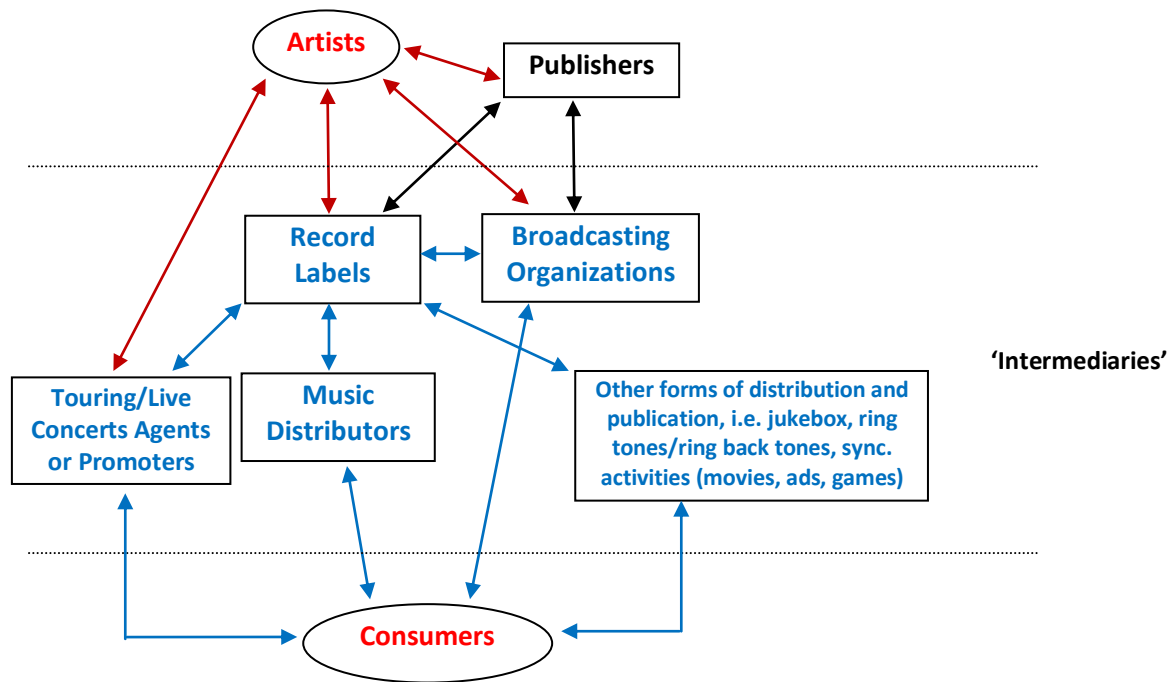 Artists
Publishers
Record
Labels
Broadcasting
Organizations
'Intermediaries'
Touring/Live
Concerts Agents
or Promoters
Music
Distributors
Other forms of distribution and
publication, i.e. jukebox, ring
tones/ring back tones, sync.
activities (movies, ads, games)
Consumers